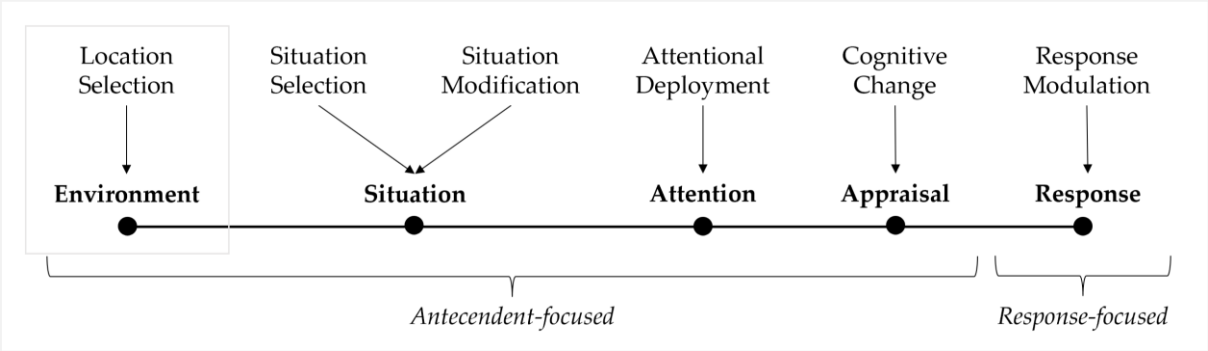 Location
Selection
Situation
Selection
Situation
Modification
Attentional
Deployment
Cognitive
Change
Response
Modulation
Environment
Situation
Attention
Appraisal
Response
Antecendent-focused
Response-focused